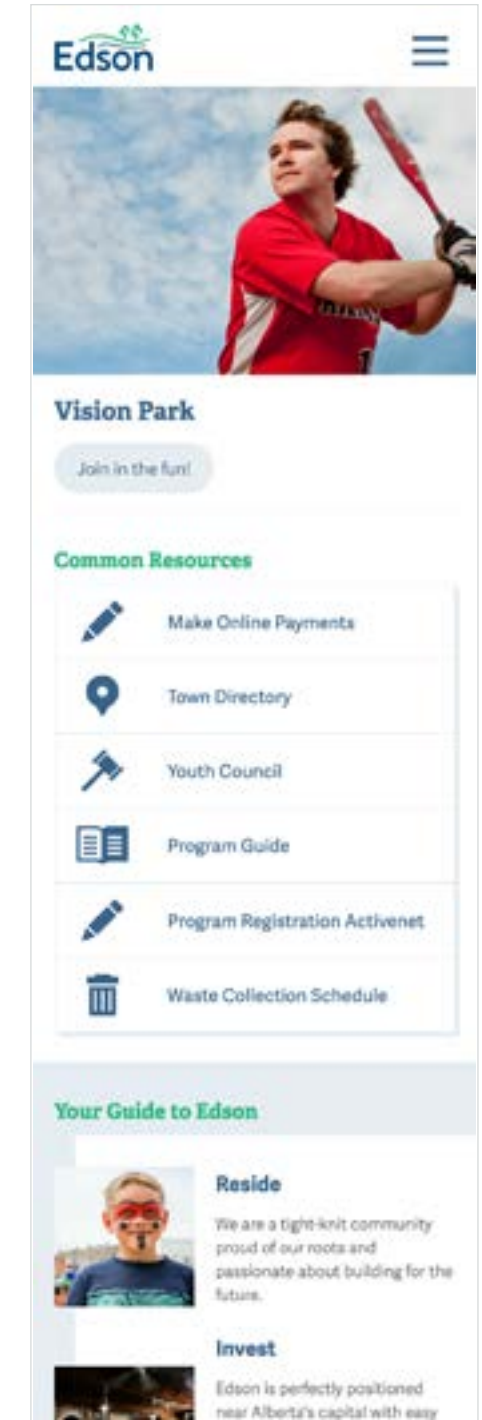 Edson
Vision Park
Join in the fun!
Common Resources
Make Online Payments
Town Directory
Youth Council
Program Guide
Program Registration Activenet
Waste Collection Schedule
Your Guide to Edson
Reside
We are a tight-knit community
proud of our roots and
passionate about building for the
future.
Invest
Edson is perfectly positioned
near Alberta's capital with easy